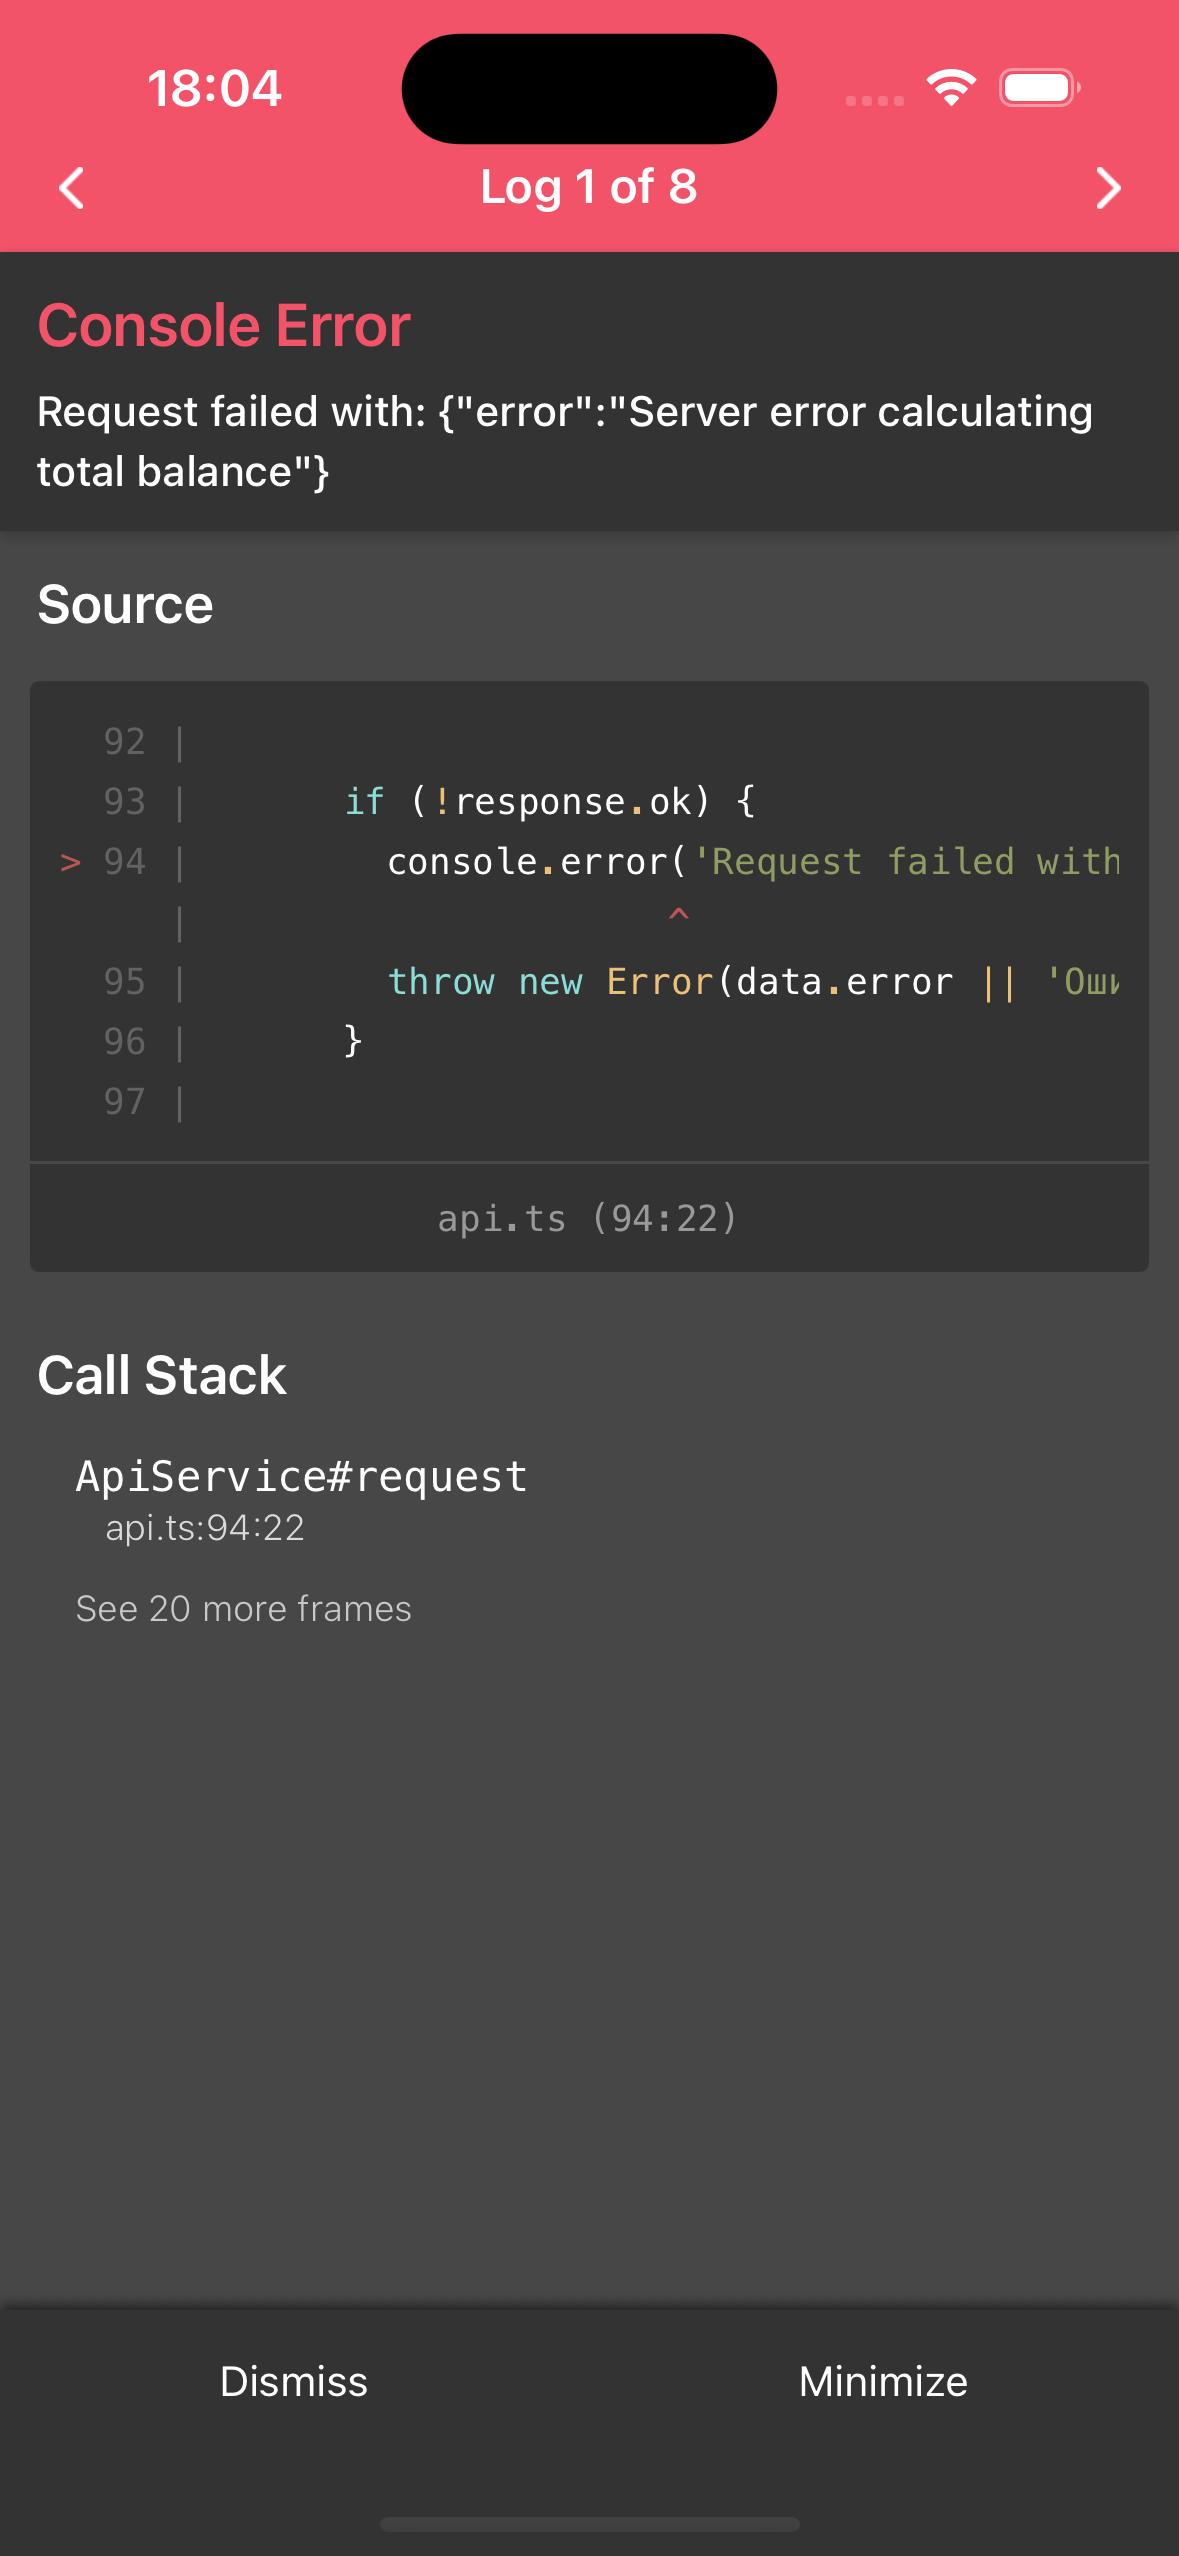 18:04
Log 1 of 8
Console Error
Request failed with: {"error":"Server error calculating
total balance"}
Source
92 |
93 | if (!response.ok) {
> 94 | console.error('Request failed with
| ^
95 | throw new Error(data.error || 'Оши
96 | }
97 |
api.ts (94:22)
Call Stack
ApiService#request
api.ts:94:22
See 20 more frames
Dismiss Minimize